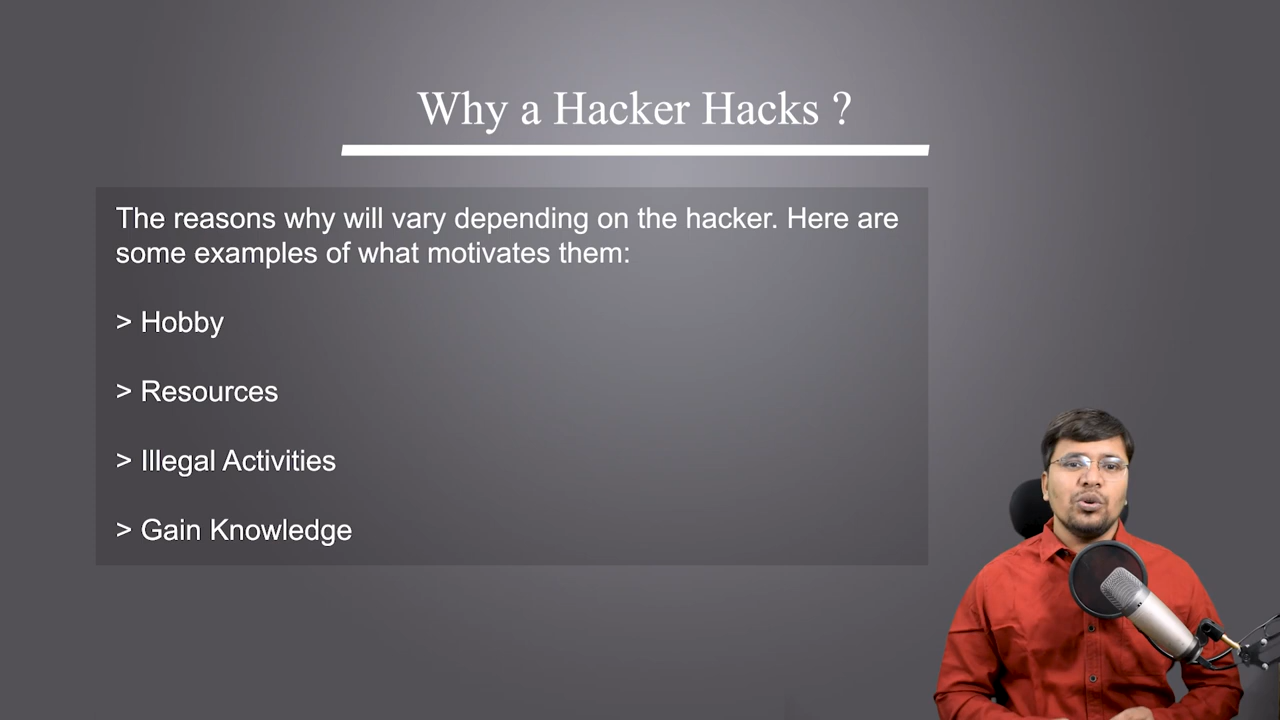 Why a Hacker Hacks ?
The reasons why will vary depending on the hacker. Here are
some examples of what motivates them:
> Hobby
> Resources
> Illegal Activities
> Gain Knowledge